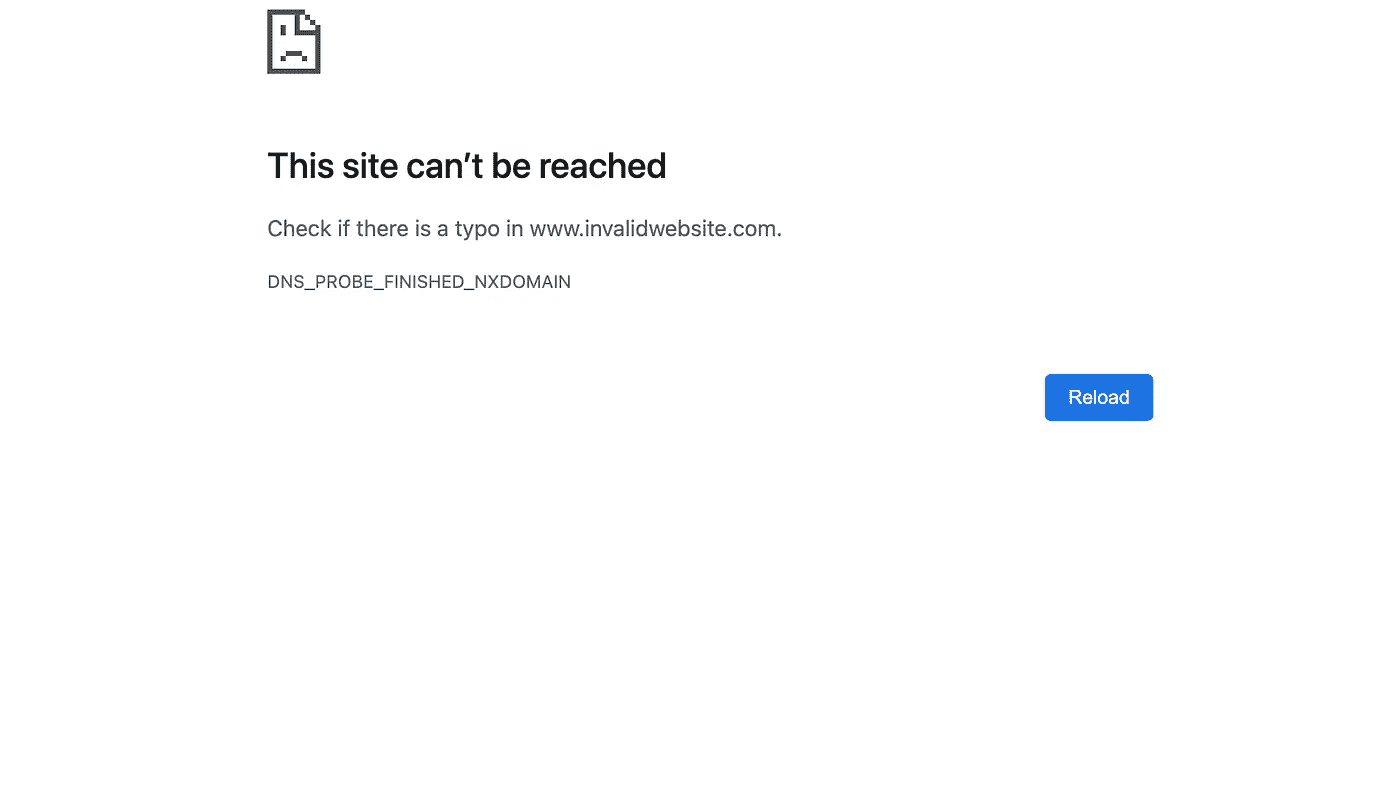 This site can’t be reached
Check if there is a typo in www.invalidwebsite.com.
DNS_PROBE_FINISHED_NXDOMAIN
Reload